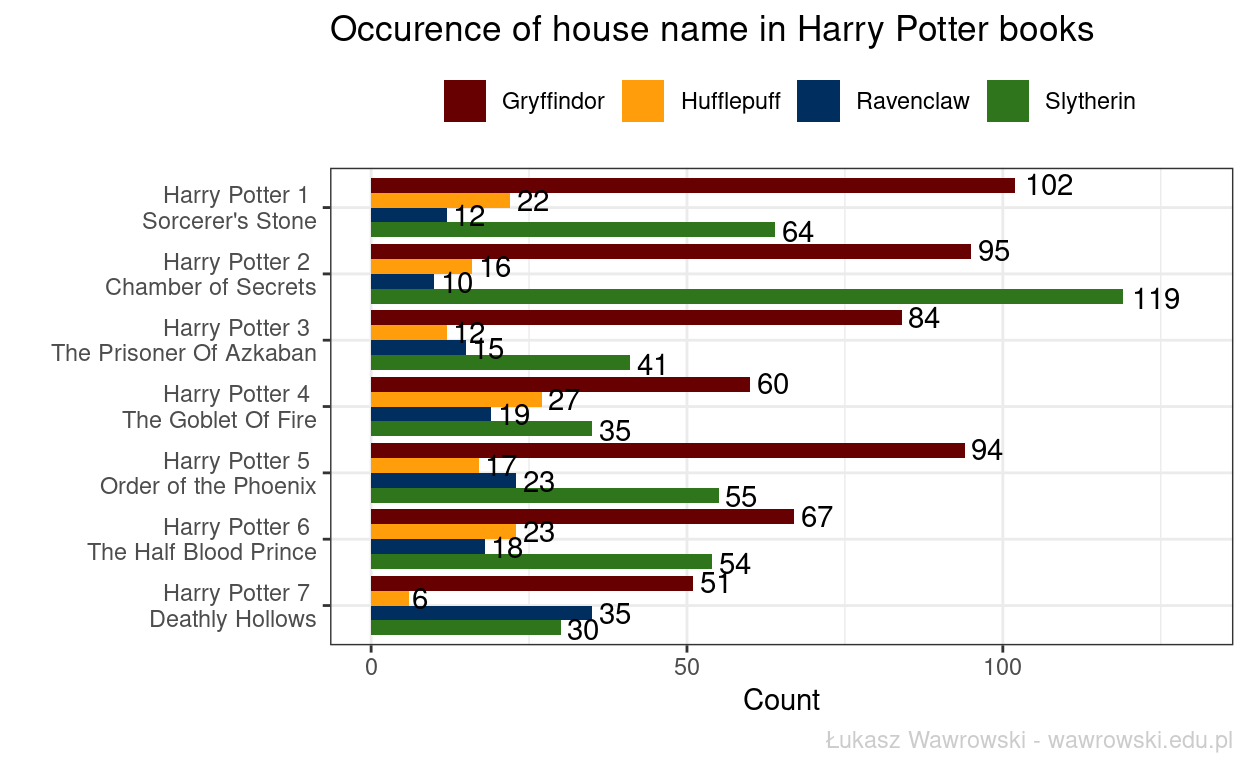 Occurence of house name in Harry Potter books
Gryffindor Hufflepuff Ravenclaw Slytherin
Harry Potter 1
Sorcerer's Stone
102
22
12
64
Harry Potter 2
Chamber of Secrets
95
16
10
119
Harry Potter 3
The Prisoner Of Azkaban
84
12
15
41
Harry Potter 4
The Goblet Of Fire
60
27
19
35
Harry Potter 5
Order of the Phoenix
94
17
23
55
Harry Potter 6
The Half Blood Prince
67
23
18
54
Harry Potter 7
Deathly Hollows
51
6
35
30
0 50 100
Count
Łukasz Wawrowski - wawrowski.edu.pl